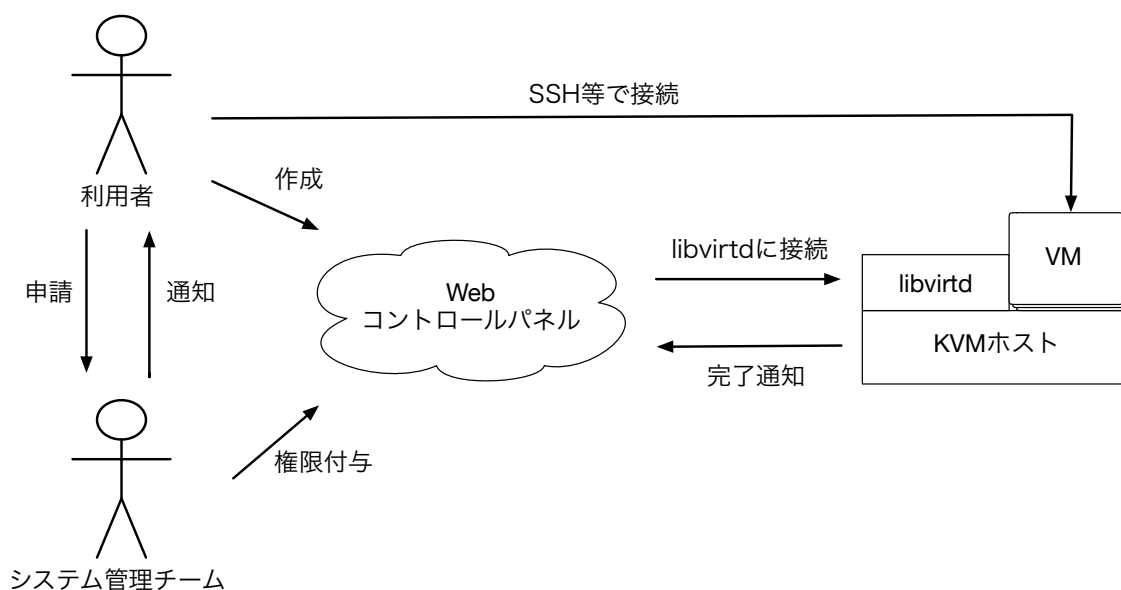 SSH等で接続
利用者
作成
申請
通知
libvirtdに接続
VM
libvirtd
Web
コントロールパネル
KVMホスト
完了通知
権限付与
システム管理チーム